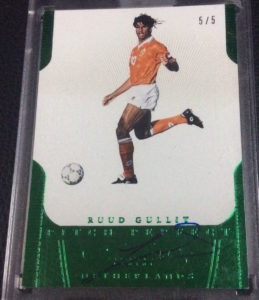 5/5
RUUD GULLIT
PITCH PERFECT
NETHERLANDS